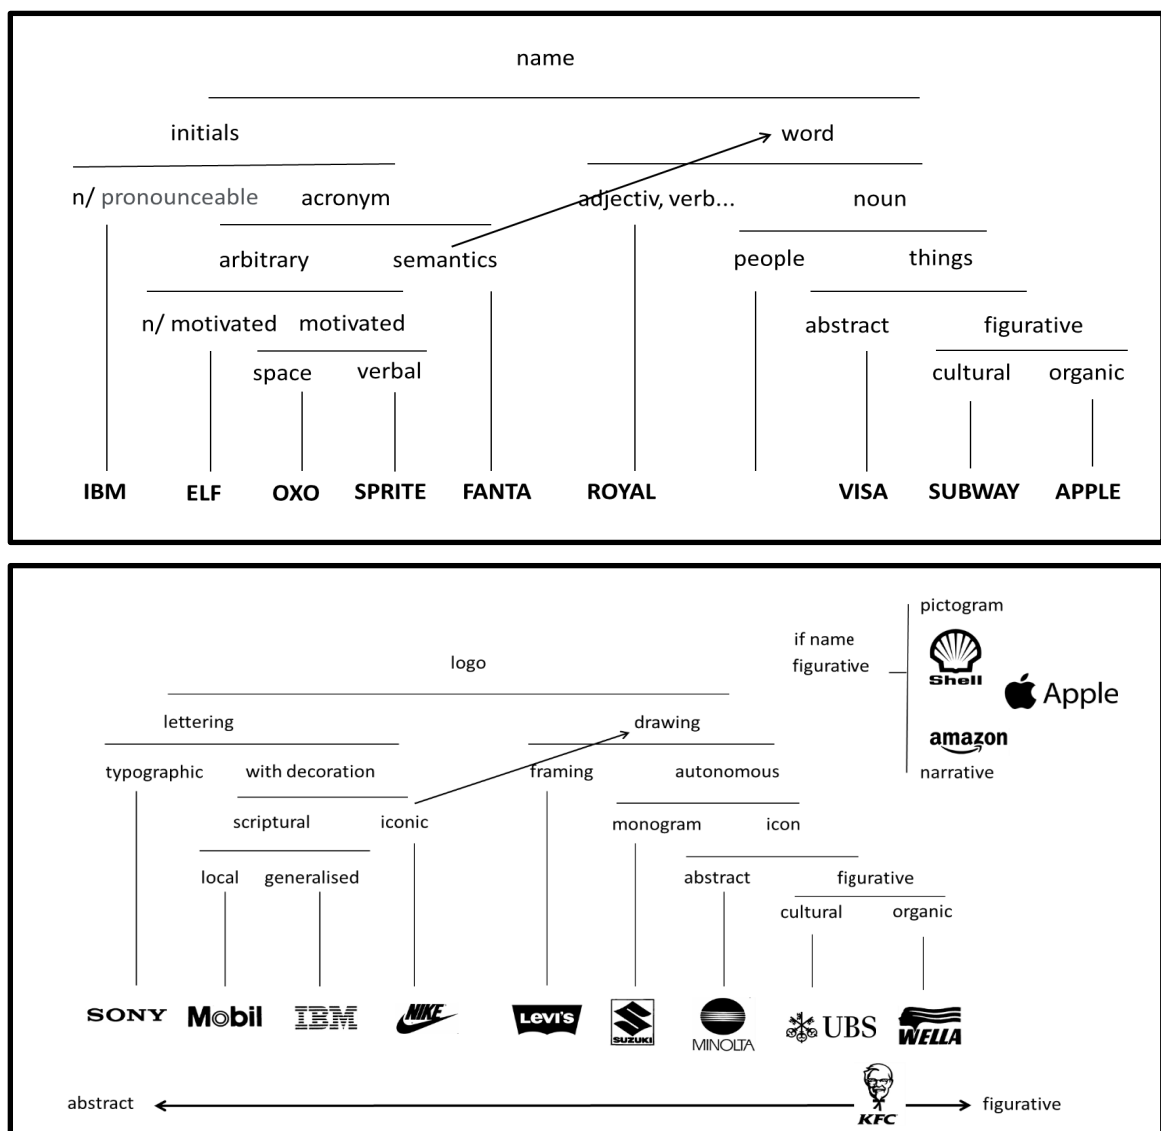 name
initials word
n/ pronounceable acronym adjectiv, verb... noun
arbitrary semantics people things
n/ motivated motivated abstract figurative
space verbal cultural organic
IBM ELF OXO SPRITE FANTA ROYAL VISA SUBWAY APPLE
pictogram
if name
figurative
Shell
Apple
amazon
narrative
logo
lettering drawing
typographic with decoration framing autonomous
scriptural iconic monogram icon
local generalised abstract figurative
cultural organic
SONY Mobil IBM NIKE LEVI'S SUZUKI MINOLTA UBS WELLA
KFC
abstract figurative